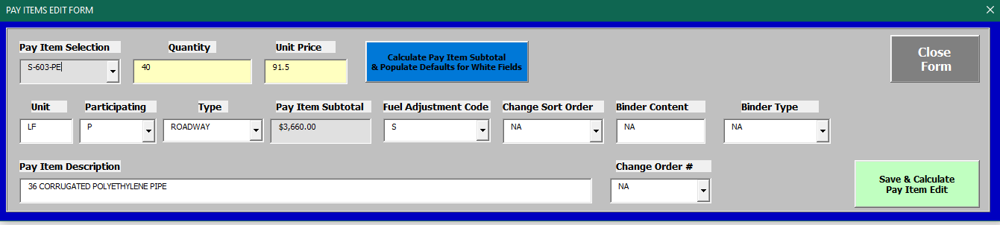 PAY ITEMS EDIT FORM
Pay Item Selection
Quantity
Unit Price
S-603-PE
40
91.5
Calculate Pay Item Subtotal
& Populate Defaults for White Fields
Close
Form
Unit
Participating
Type
Pay Item Subtotal
Fuel Adjustment Code
Change Sort Order
Binder Content
Binder Type
LF
P
ROADWAY
$3,660.00
S
NA
NA
NA
Pay Item Description
Change Order #
36 CORRUGATED POLYETHYLENE PIPE
NA
Save & Calculate
Pay Item Edit